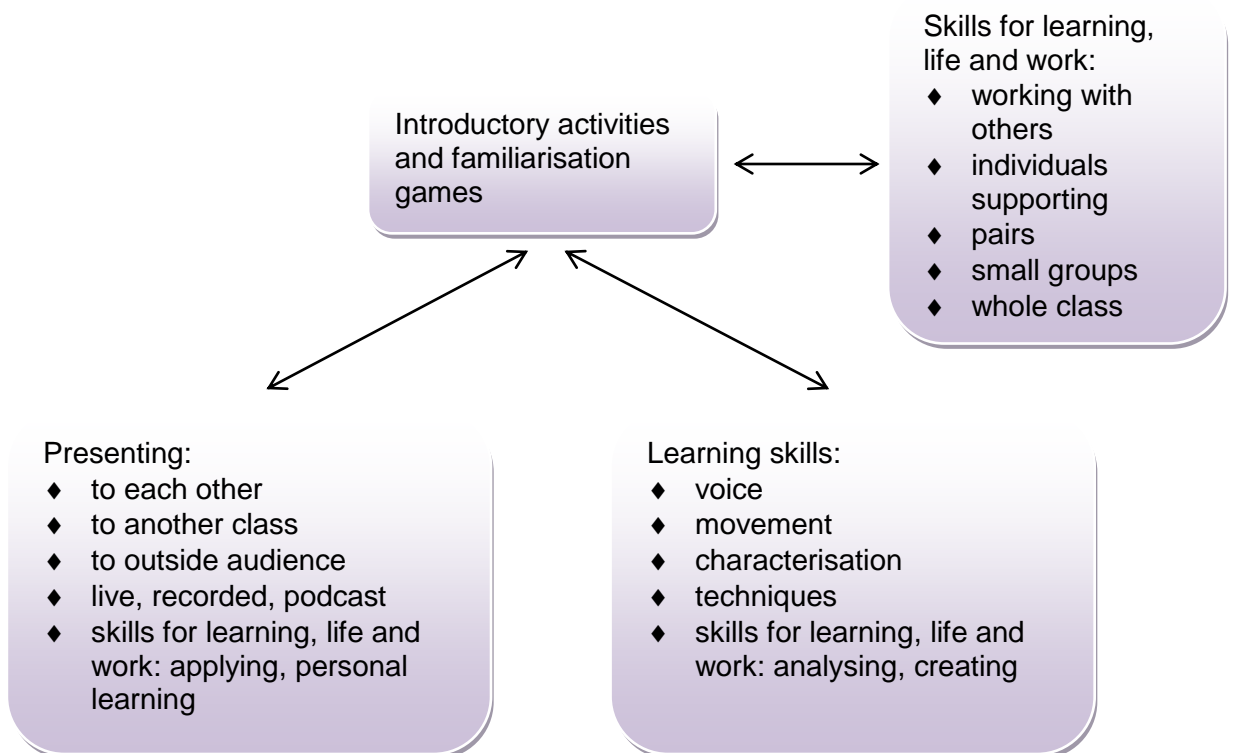 Skills for learning,
life and work:
♦ working with
others
♦ individuals
supporting
♦ pairs
♦ small groups
♦ whole class
Introductory activities
and familiarisation
games
Presenting:
♦ to each other
♦ to another class
♦ to outside audience
♦ live, recorded, podcast
♦ skills for learning, life and
work: applying, personal
learning
Learning skills:
♦ voice
♦ movement
♦ characterisation
♦ techniques
♦ skills for learning, life and
work: analysing, creating